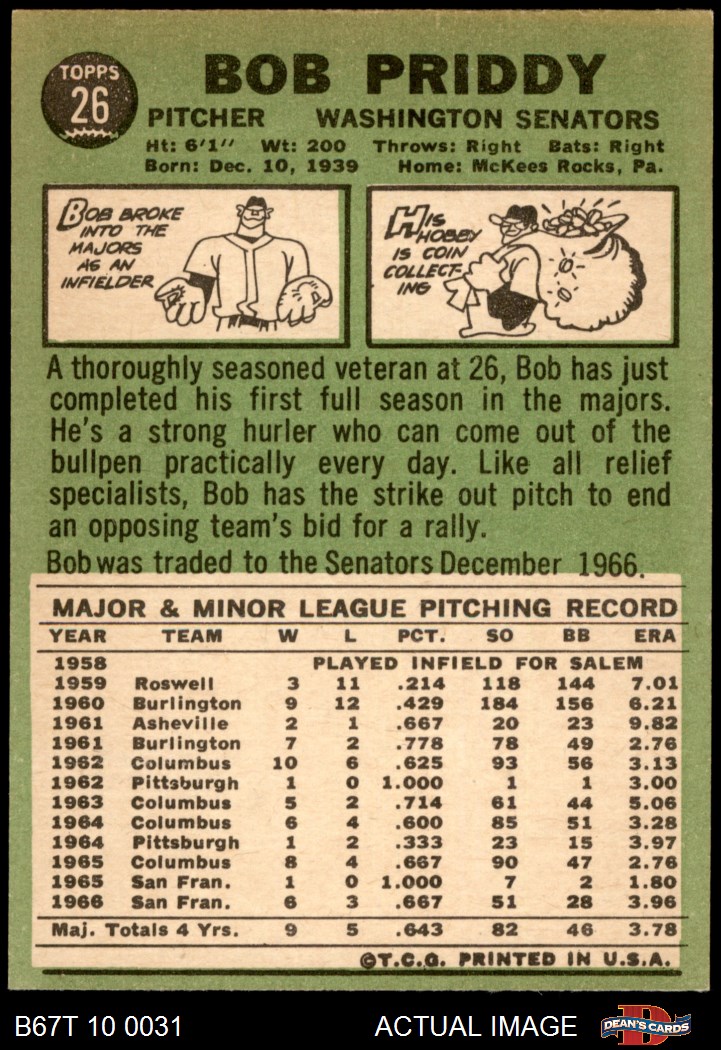 TOPPS
26
BOB PRIDDY
PITCHER WASHINGTON SENATORS
Ht: 6'1" Wt: 200 Throws: Right Bats: Right
Born: Dec. 10, 1939 Home: McKees Rocks, Pa.
BOB BROKE
INTO THE
MAJORS
AS AN
INFIELDER
HIS
HOBBY
IS COIN
COLLECT-
ING
A thoroughly seasoned veteran at 26, Bob has just
completed his first full season in the majors.
He's a strong hurler who can come out of the
bullpen practically every day. Like all relief
specialists, Bob has the strike out pitch to end
an opposing team's bid for a rally.
Bob was traded to the Senators December 1966.
MAJOR & MINOR LEAGUE PITCHING RECORD
YEAR TEAM W L PCT. SO BB ERA
1958 PLAYED INFIELD FOR SALEM
1959 Roswell 3 11 .214 118 144 7.01
1960 Burlington 9 12 .429 184 156 6.21
1961 Asheville 2 1 .667 20 23 9.82
1961 Burlington 7 2 .778 78 49 2.76
1962 Columbus 10 6 .625 93 56 3.13
1962 Pittsburgh 1 0 1.000 1 1 3.00
1963 Columbus 5 2 .714 61 44 5.06
1964 Columbus 6 4 .600 85 51 3.28
1964 Pittsburgh 1 2 .333 23 15 3.97
1965 Columbus 8 4 .667 90 47 2.76
1965 San Fran. 1 0 1.000 7 2 1.80
1966 San Fran. 6 3 .667 51 28 3.96
Maj. Totals 4 Yrs. 9 5 .643 82 46 3.78
©T.C.G. PRINTED IN U.S.A.
B67T 10 0031 ACTUAL IMAGE D DEAN'S CARDS